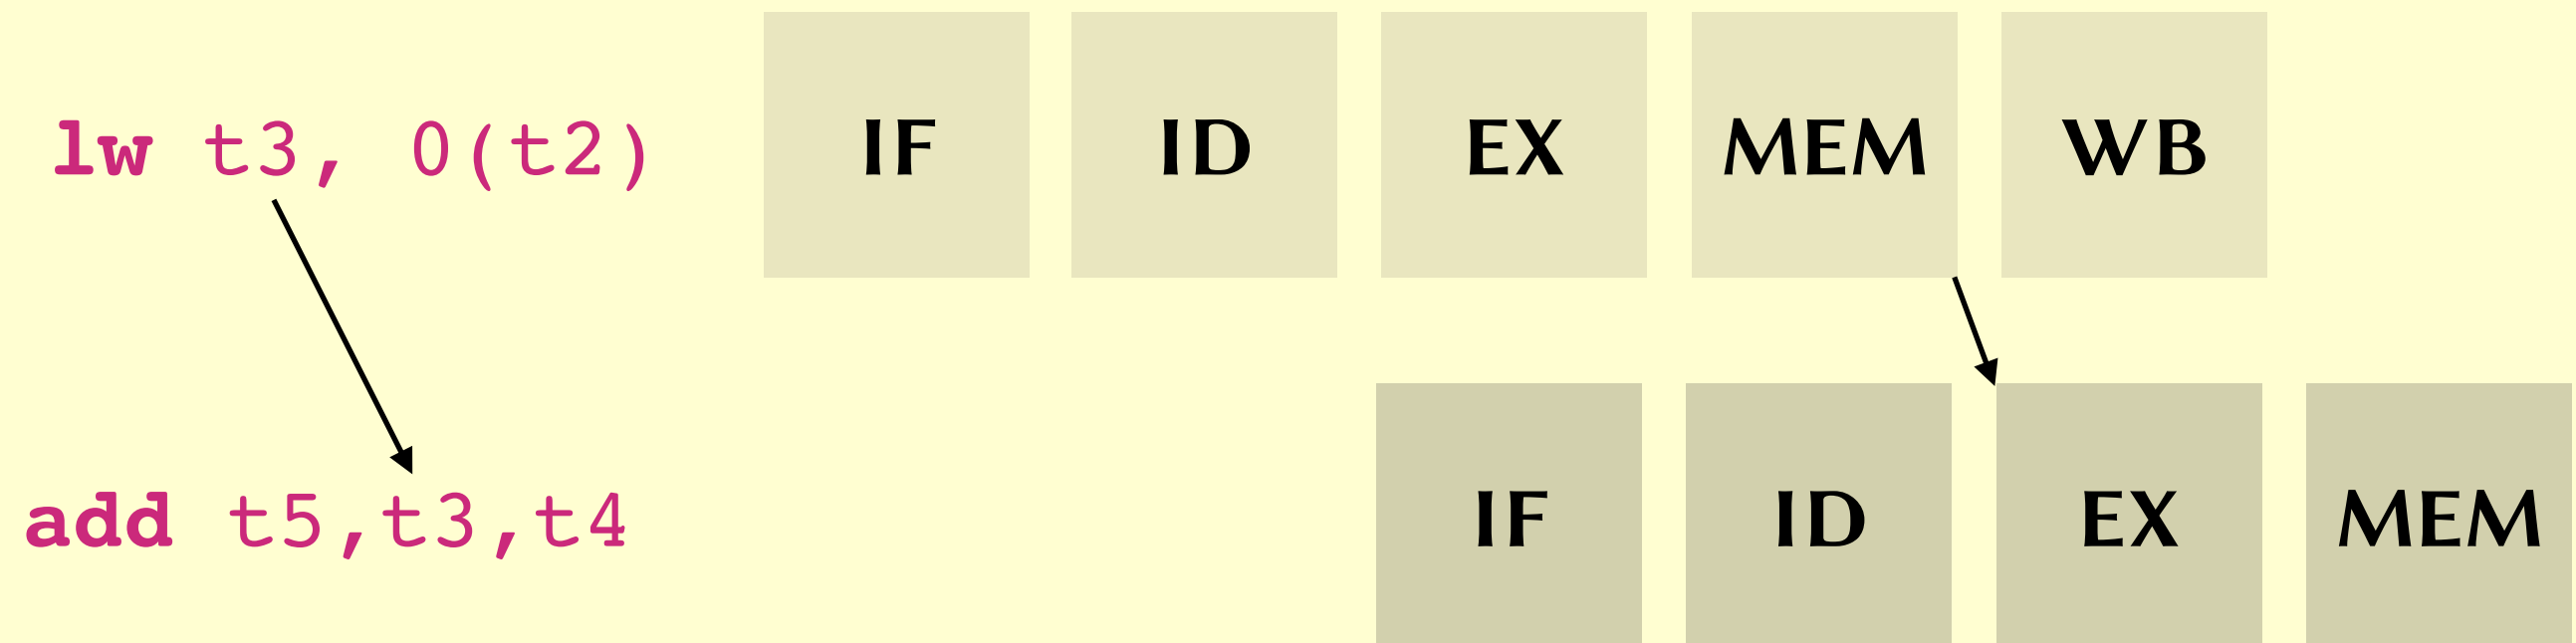 lw t3, 0(t2) IF ID EX MEM WB
add t5,t3,t4 IF ID EX MEM